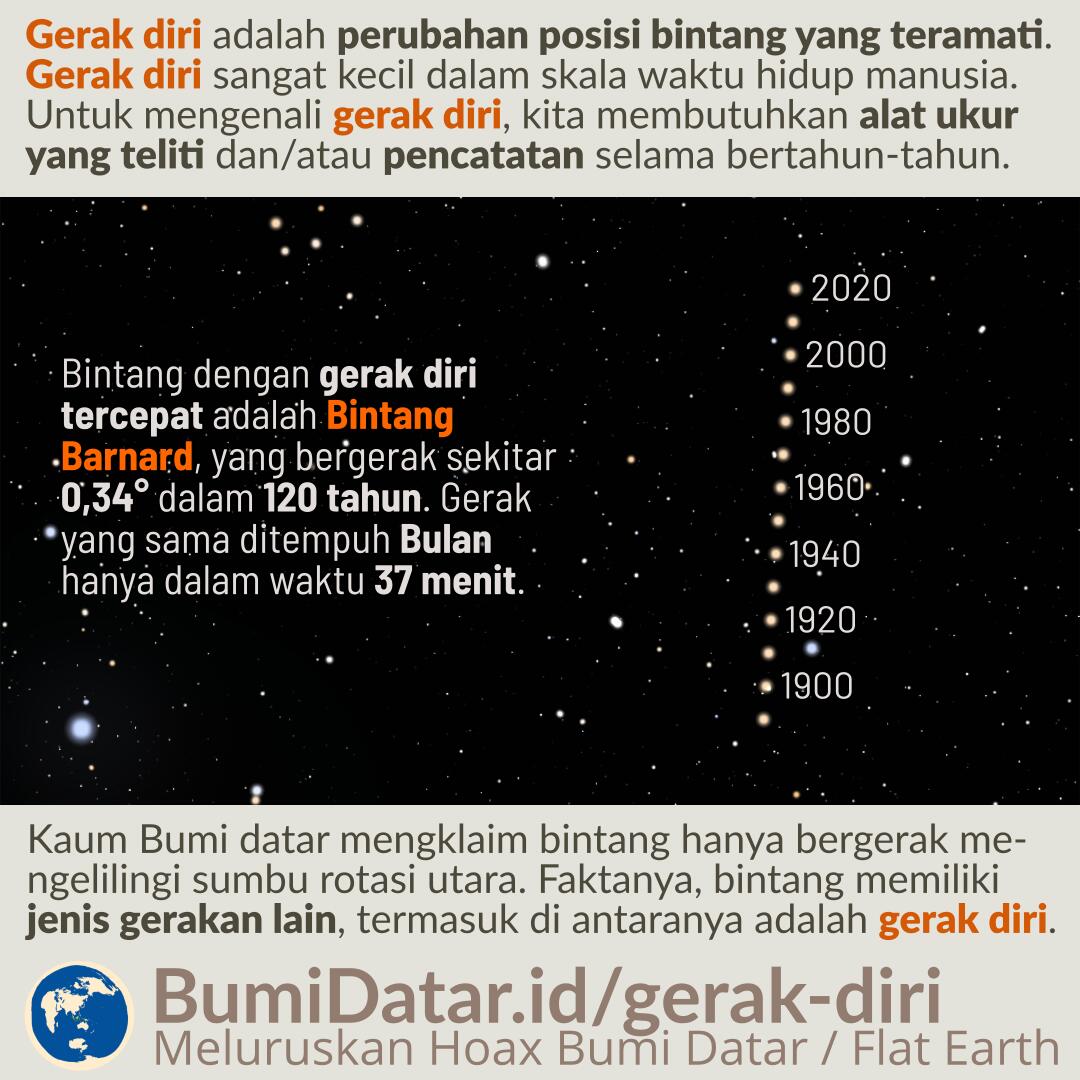 Gerak diri adalah perubahan posisi bintang yang teramati.
Gerak diri sangat kecil dalam skala waktu hidup manusia.
Untuk mengenali gerak diri, kita membutuhkan alat ukur
yang teliti dan/atau pencatatan selama bertahun-tahun.
Bintang dengan gerak diri
tercepat adalah Bintang
Barnard, yang bergerak sekitar
0,34° dalam 120 tahun. Gerak
yang sama ditempuh Bulan
hanya dalam waktu 37 menit.
2020
2000
1980
1960
1940
1920
1900
Kaum Bumi datar mengklaim bintang hanya bergerak me-
ngelilingi sumbu rotasi utara. Faktanya, bintang memiliki
jenis gerakan lain, termasuk di antaranya adalah gerak diri.
BumiDatar.id/gerak-diri
Meluruskan Hoax Bumi Datar / Flat Earth